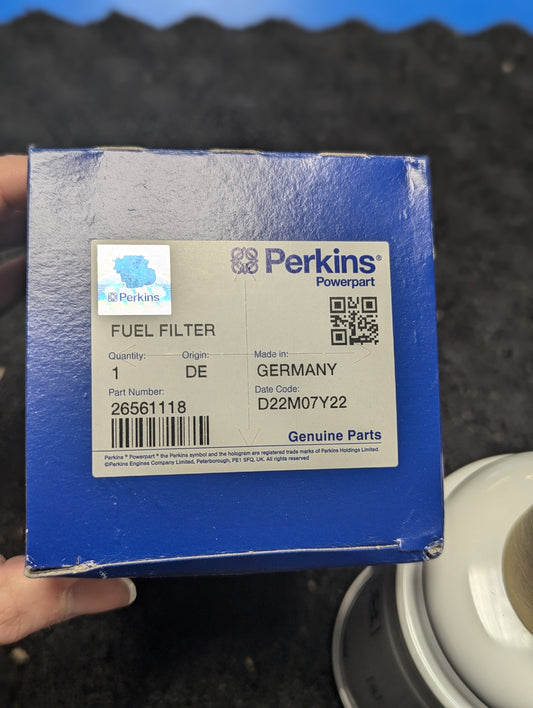 Perkins®
Powerpart
Perkins
FUEL FILTER
Quantity: Origin: Made in:
1 DE GERMANY
Part Number: Date Code:
26561118 D22M07Y22
Genuine Parts
Perkins® Powerpart® the Perkins symbol and the hologram are registered trade marks of Perkins Holdings Limited.
©Perkins Engines Company Limited, Peterborough, PE1 5FQ, UK. All rights reserved